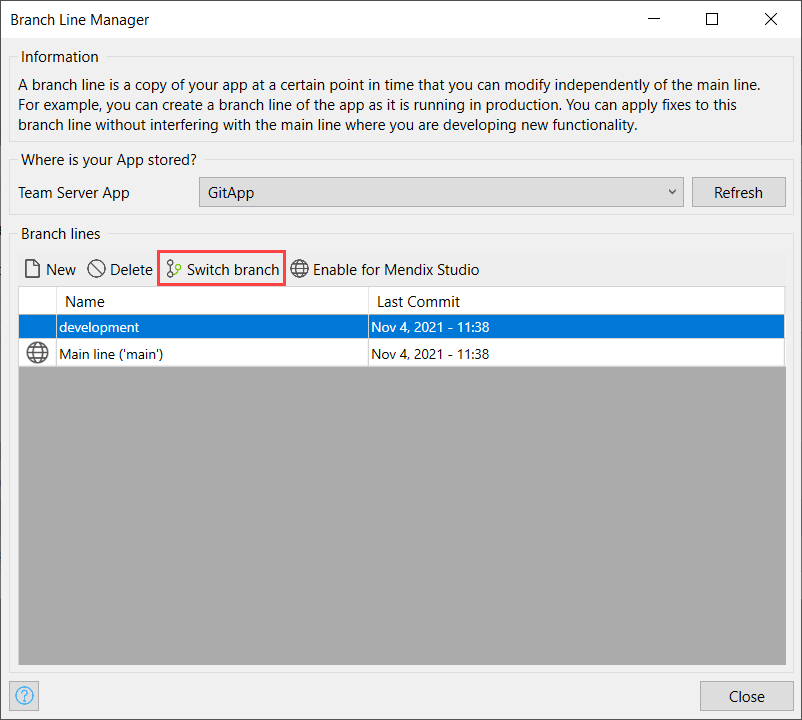 Branch Line Manager
Information
A branch line is a copy of your app at a certain point in time that you can modify independently of the main line.
For example, you can create a branch line of the app as it is running in production. You can apply fixes to this
branch line without interfering with the main line where you are developing new functionality.
Where is your App stored?
Team Server App GitApp Refresh
Branch lines
New Delete Switch branch Enable for Mendix Studio
Name Last Commit
development Nov 4, 2021 - 11:38
Main line ('main') Nov 4, 2021 - 11:38
? Close